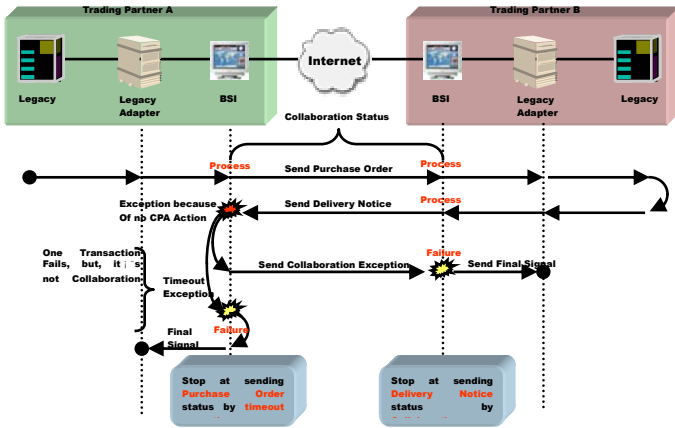 Trading Partner A
Trading Partner B
Internet
Legacy
Legacy
Adapter
BSI
BSI
Legacy
Adapter
Legacy
Collaboration Status
Process
Send Purchase Order
Process
Exception because
Of no CPA Action
Send Delivery Notice
Process
One Transaction
Fails, but, it
not Collaboration
Timeout
Exception
Send Collaboration Exception
Failure
Send Final Signal
Final
Signal
Failure
Stop at sending
Purchase Order
status by timeout
Stop at sending
Delivery Notice
status by